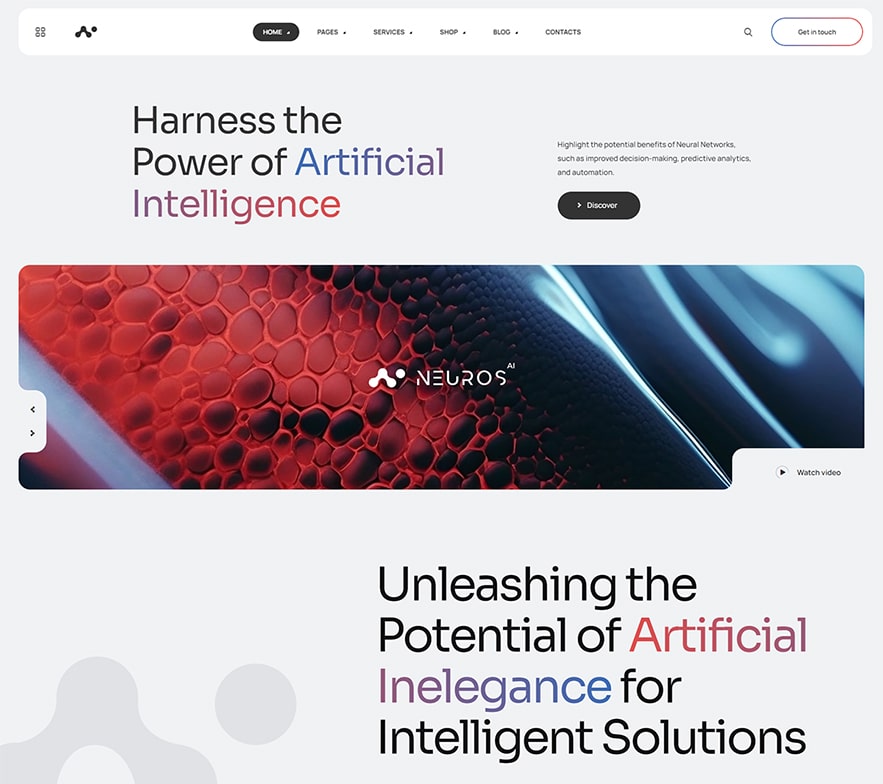 HOME
PAGES
SERVICES
SHOP
BLOG
CONTACTS
Get in touch
Harness the
Power of Artificial
Intelligence
Highlight the potential benefits of Neural Networks,
such as improved decision-making, predictive analytics,
and automation.
Discover
NEUROS AI
Watch video
Unleashing the
Potential of Artificial
Inelegance for
Intelligent Solutions